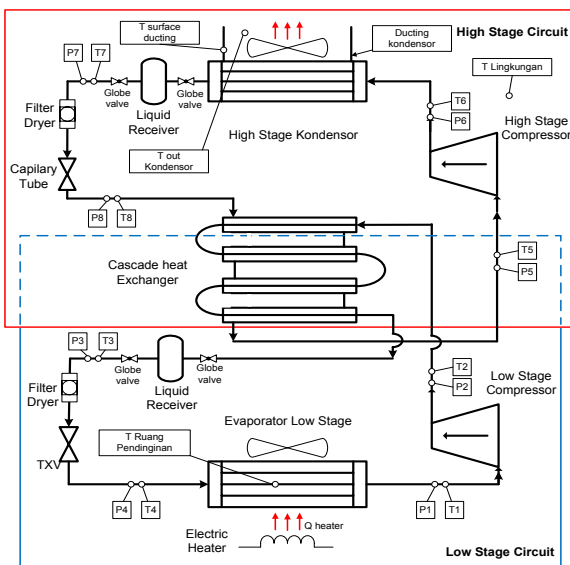 T surface
ducting
Ducting
kondensor
High Stage Circuit
P7
T7
T Lingkungan
Globe
valve
Globe
valve
Liquid
Receiver
Filter
Dryer
T6
P6
High Stage
Compressor
High Stage Kondensor
T out
Kondensor
Capilary
Tube
P8
T8
Cascade heat
Exchanger
T5
P5
P3
T3
Globe
valve
Globe
valve
Liquid
Receiver
Filter
Dryer
T2
P2
Low Stage
Compressor
Evaporator Low Stage
T Ruang
Pendinginan
TXV
P4
T4
P1
T1
Q heater
Electric
Heater
Low Stage Circuit